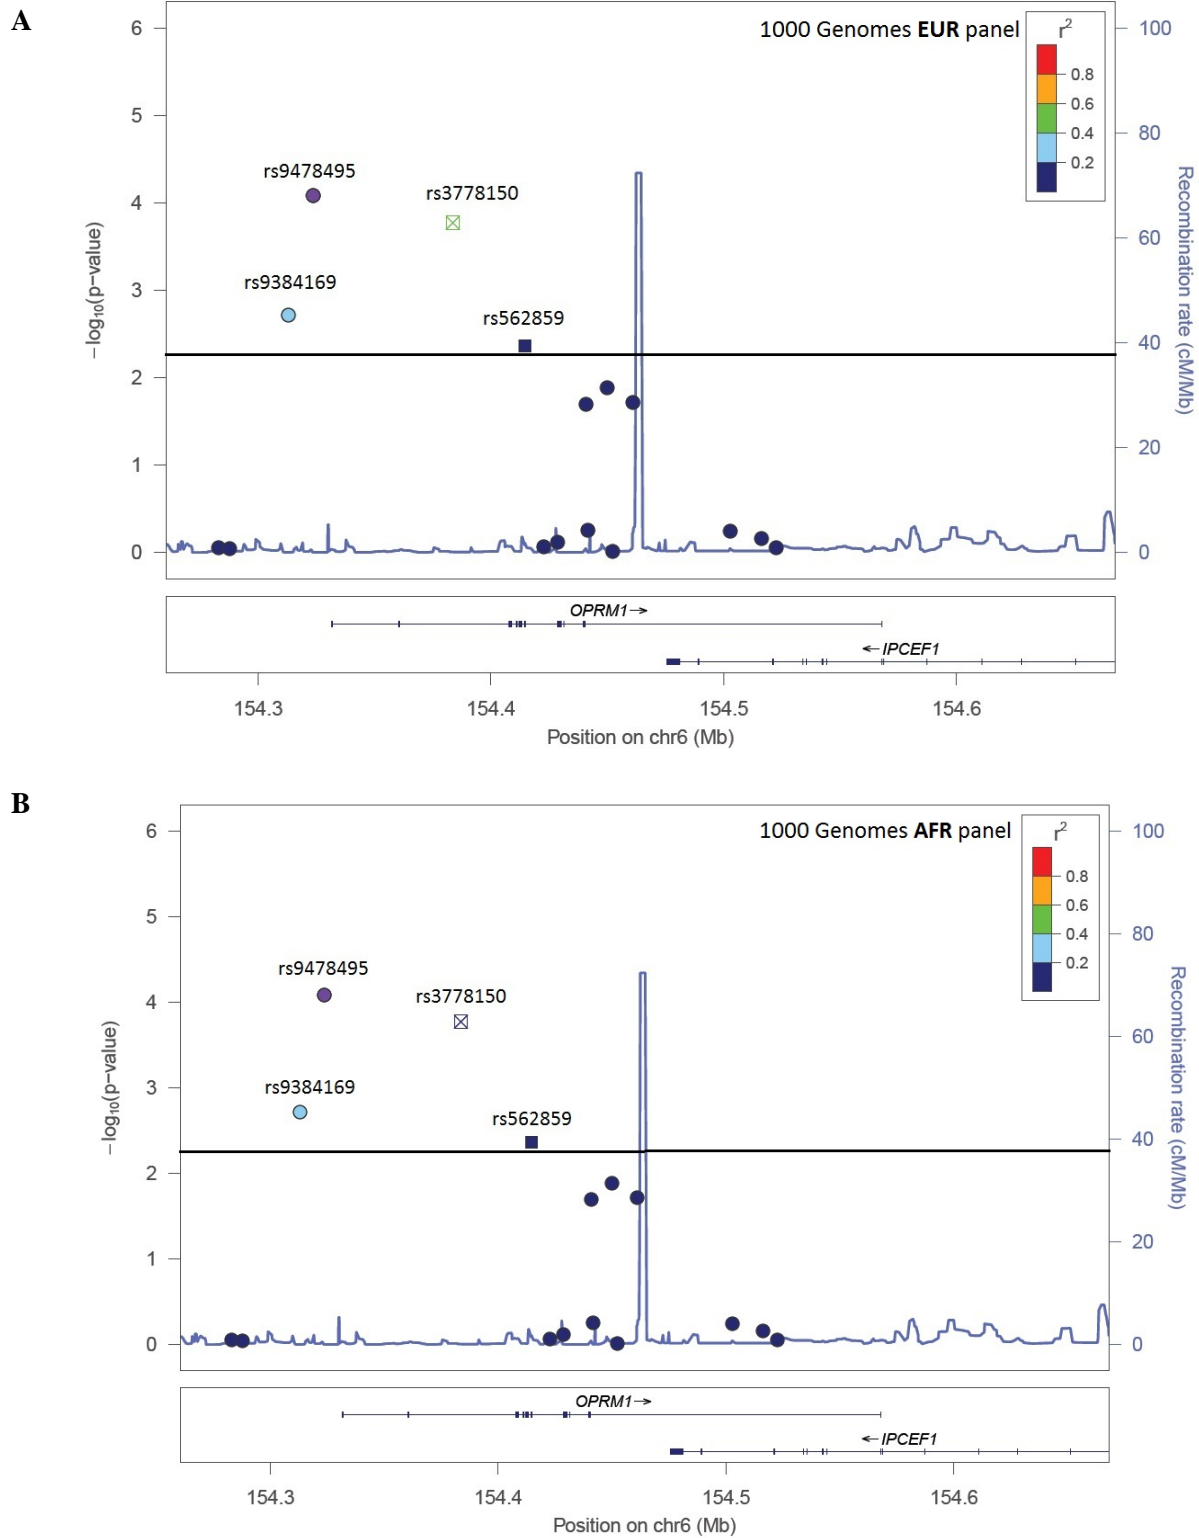 A
1000 Genomes EUR panel
r2
0.8
0.6
0.4
0.2
6
5
4
3
2
1
0
−log10(p−value)
100
80
60
40
20
0
Recombination rate (cM/Mb)
rs9478495
rs3778150
rs9384169
rs562859
OPRM1→
←IPCEF1
154.3 154.4 154.5 154.6
Position on chr6 (Mb)
B
1000 Genomes AFR panel
r2
0.8
0.6
0.4
0.2
6
5
4
3
2
1
0
−log10(p−value)
100
80
60
40
20
0
Recombination rate (cM/Mb)
rs9478495
rs3778150
rs9384169
rs562859
OPRM1→
←IPCEF1
154.3 154.4 154.5 154.6
Position on chr6 (Mb)